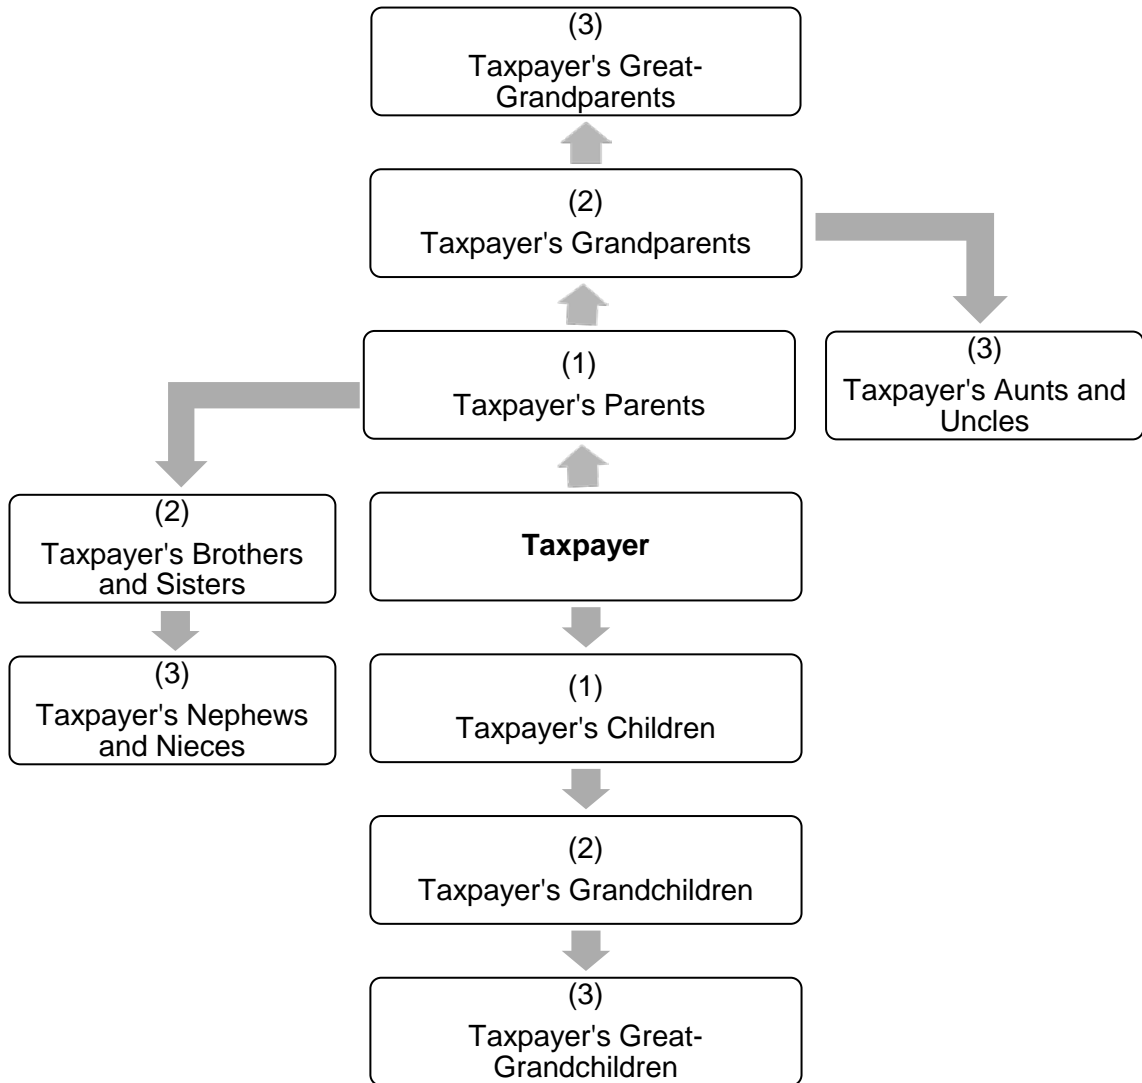 (3)
Taxpayer's Great-
Grandparents
(2)
Taxpayer's Grandparents
(1)
Taxpayer's Parents
(3)
Taxpayer's Aunts and
Uncles
(2)
Taxpayer's Brothers
and Sisters
Taxpayer
(3)
Taxpayer's Nephews
and Nieces
(1)
Taxpayer's Children
(2)
Taxpayer's Grandchildren
(3)
Taxpayer's Great-
Grandchildren